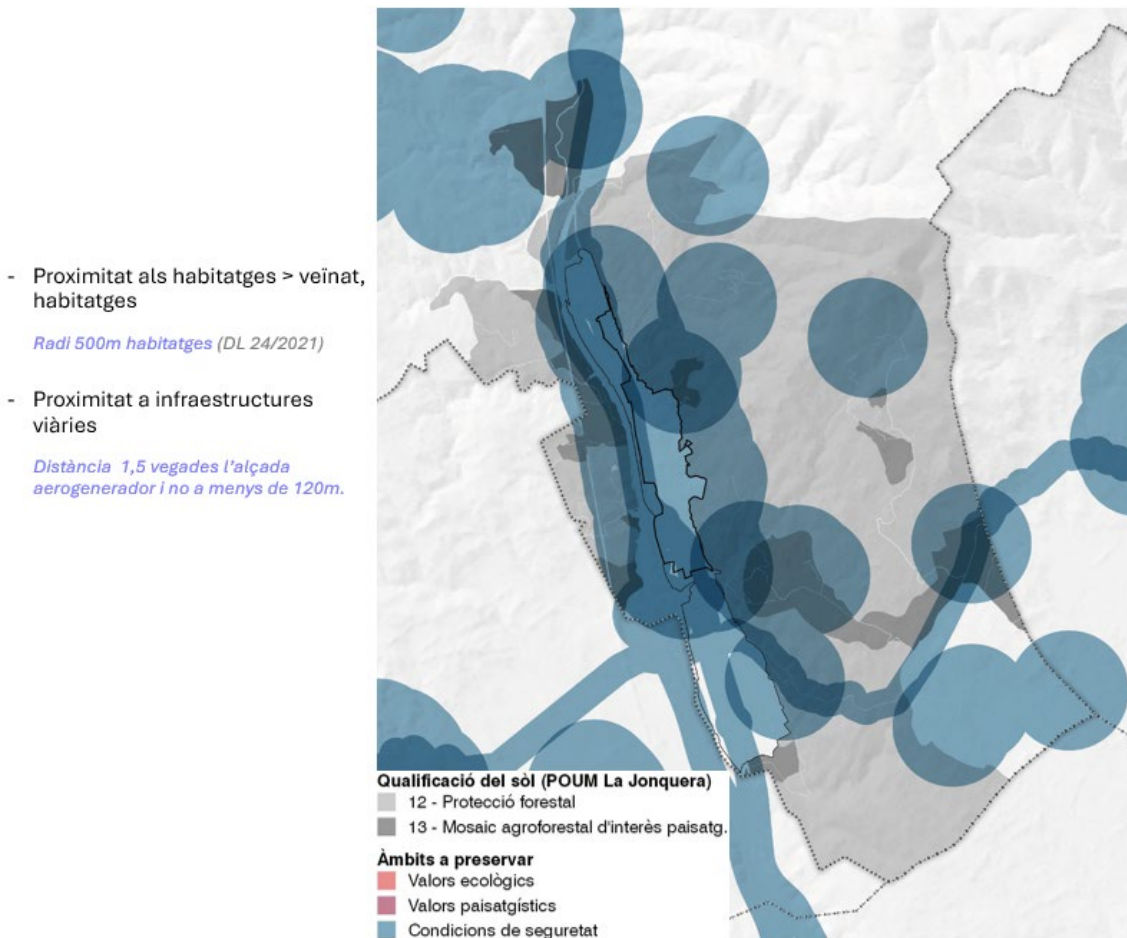 - Proximitat als habitatges > veïnat,
habitatges
Radi 500m habitatges (DL 24/2021)
- Proximitat a infraestructures
viàries
Distància 1,5 vegades l'alçada
aerogenerador i no a menys de 120m.
Qualificació del sòl (POUM La Jonquera)
12 - Protecció forestal
13 - Mosaic agroforestal d'interès paisatg.
Àmbits a preservar
Valors ecològics
Valors paisatgístics
Condicions de seguretat